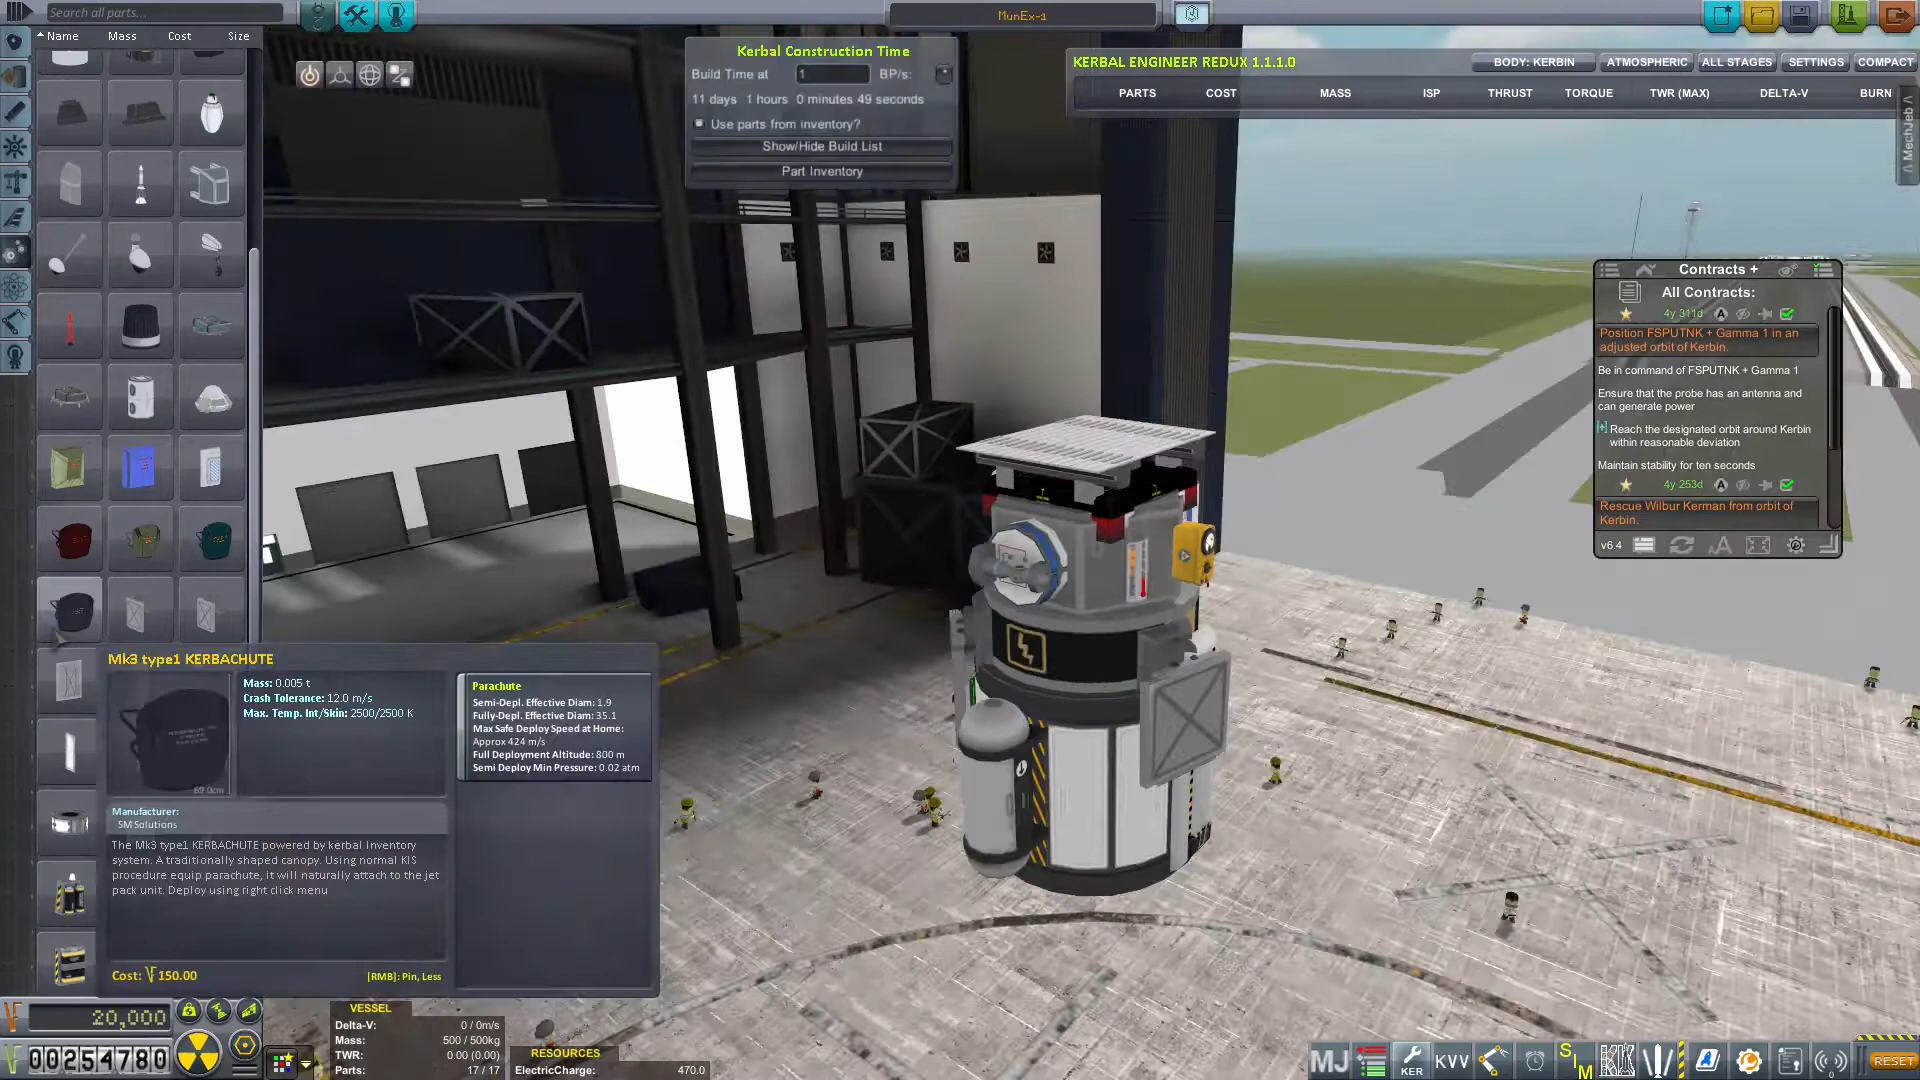 Search all parts...
MunEx-1
Name Mass Cost Size
Kerbal Construction Time
Build Time at 1 BP/s: *
11 days 1 hours 0 minutes 49 seconds
Use parts from inventory?
Show/Hide Build List
Part Inventory
KERBAL ENGINEER REDUX 1.1.1.0
BODY: KERBIN ATMOSPHERIC ALL STAGES SETTINGS COMPACT
PARTS COST MASS ISP THRUST TORQUE TWR (MAX) DELTA-V BURN
/\ MechJeb /\
Contracts +
All Contracts:
4y 311d A
Position FSPUTNK + Gamma 1 in an
adjusted orbit of Kerbin.
Be in command of FSPUTNK + Gamma 1
Ensure that the probe has an antenna and
can generate power
[+] Reach the designated orbit around Kerbin
within reasonable deviation
Maintain stability for ten seconds
4y 253d A
Rescue Wilbur Kerman from orbit of
Kerbin.
v6.4 A
Mk3 type1 KERBACHUTE
Mass: 0.005 t
Crash Tolerance: 12.0 m/s
Max. Temp. Int/Skin: 2500/2500 K
69.0cm
Parachute
Semi-Depl. Effective Diam: 1.9
Fully-Depl. Effective Diam: 35.1
Max Safe Deploy Speed at Home:
Approx 424 m/s
Full Deployment Altitude: 800 m
Semi Deploy Min Pressure: 0.02 atm
Manufacturer:
SM Solutions
The Mk3 type1 KERBACHUTE powered by kerbal Inventory
system. A traditionally shaped canopy. Using normal KIS
procedure equip parachute, it will naturally attach to the jet
pack unit. Deploy using right click menu
Cost: 150.00 [RMB]: Pin, Less
20,000
00254780
VESSEL
Delta-V: 0 / 0m/s
Mass: 500 / 500kg
TWR: 0.00 (0.00)
Parts: 17 / 17
RESOURCES
ElectricCharge: 470.0
MJ KER KVV SIM 0 RESET